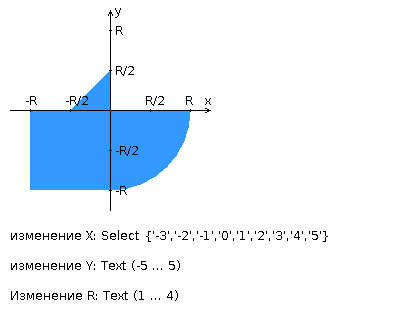 y
R
R/2
-R -R/2 R/2 R x
-R/2
-R
изменение X: Select {'-3','-2','-1','0','1','2','3','4','5'}
изменение Y: Text (-5 ... 5)
Изменение R: Text (1 ... 4)